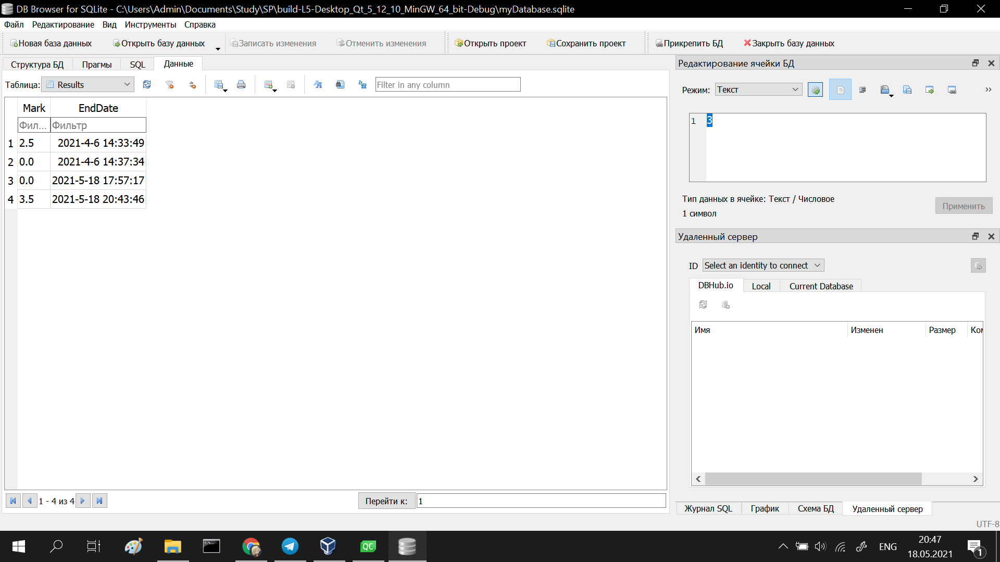 DB Browser for SQLite - C:\Users\Admin\Documents\Study\SP\build-L5-Desktop_Qt_5_12_10_MinGW_64_bit-Debug\myDatabase.sqlite
Файл Редактирование Вид Инструменты Справка
Новая база данных Открыть базу данных Записать изменения Отменить изменения Открыть проект Сохранить проект Прикрепить БД Закрыть базу данных
Структура БД Прагмы SQL Данные
Таблица: Results Filter in any column
Mark EndDate
Фил... Фильтр
1 2.5 2021-4-6 14:33:49
2 0.0 2021-4-6 14:37:34
3 0.0 2021-5-18 17:57:17
4 3.5 2021-5-18 20:43:46
1 - 4 из 4 Перейти к: 1
Редактирование ячейки БД
Режим: Текст »
1 3
Тип данных в ячейке: Текст / Числовое
1 символ
Применить
Удаленный сервер
ID Select an identity to connect
DBHub.io Local Current Database
Имя Изменен Размер Ком
Журнал SQL График Схема БД Удаленный сервер
UTF-8
QC
ENG
20:47
18.05.2021
1